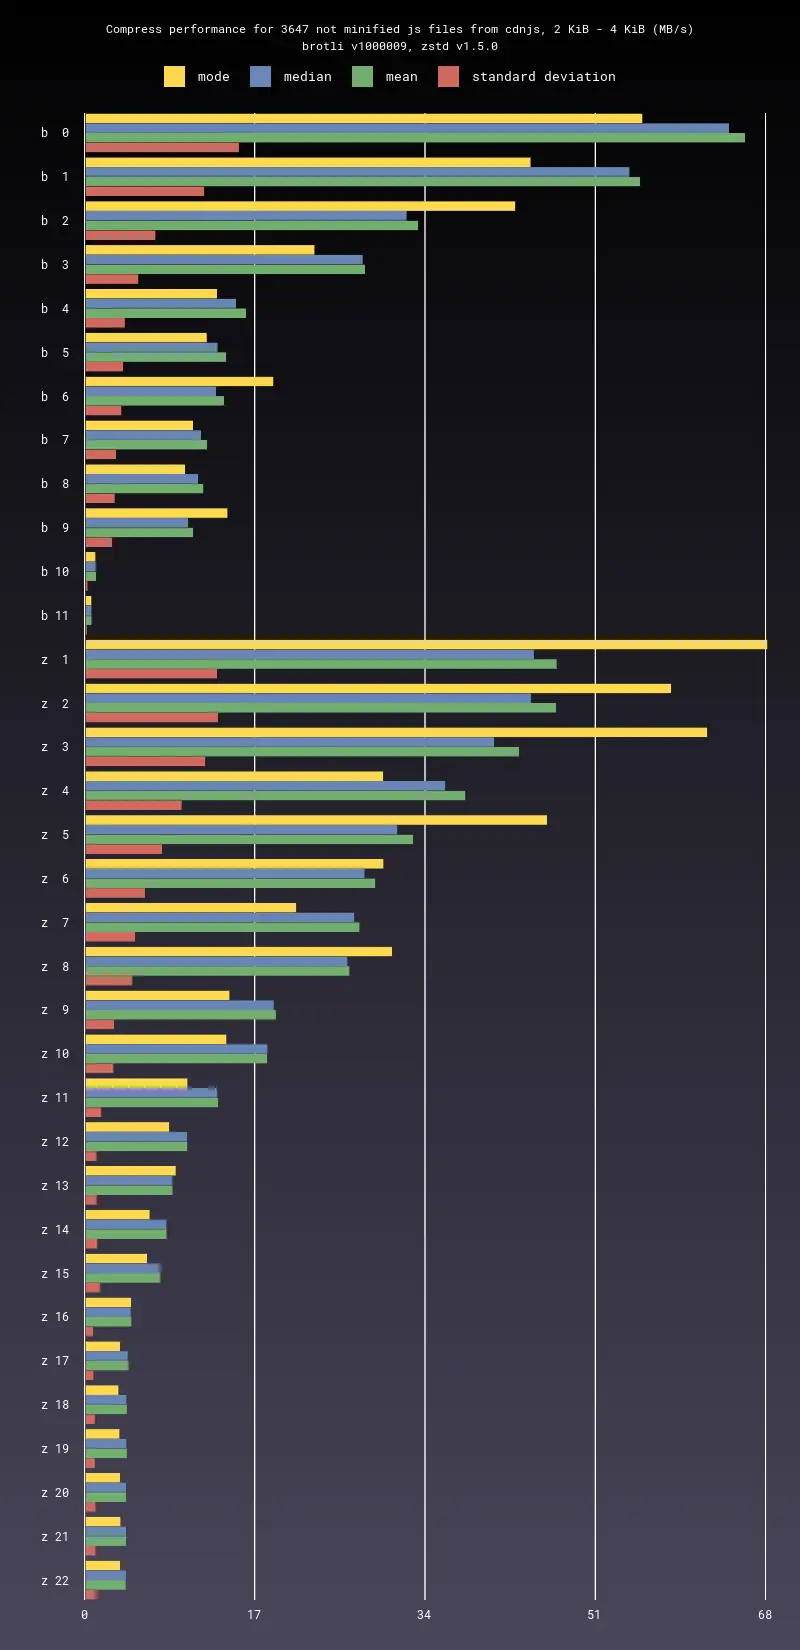 Compress performance for 3647 not minified js files from cdnjs, 2 KiB - 4 KiB (MB/s)
brotli v1000009, zstd v1.5.0
mode median mean standard deviation
b 0
b 1
b 2
b 3
b 4
b 5
b 6
b 7
b 8
b 9
b 10
b 11
z 1
z 2
z 3
z 4
z 5
z 6
z 7
z 8
z 9
z 10
z 11
z 12
z 13
z 14
z 15
z 16
z 17
z 18
z 19
z 20
z 21
z 22
0 17 34 51 68